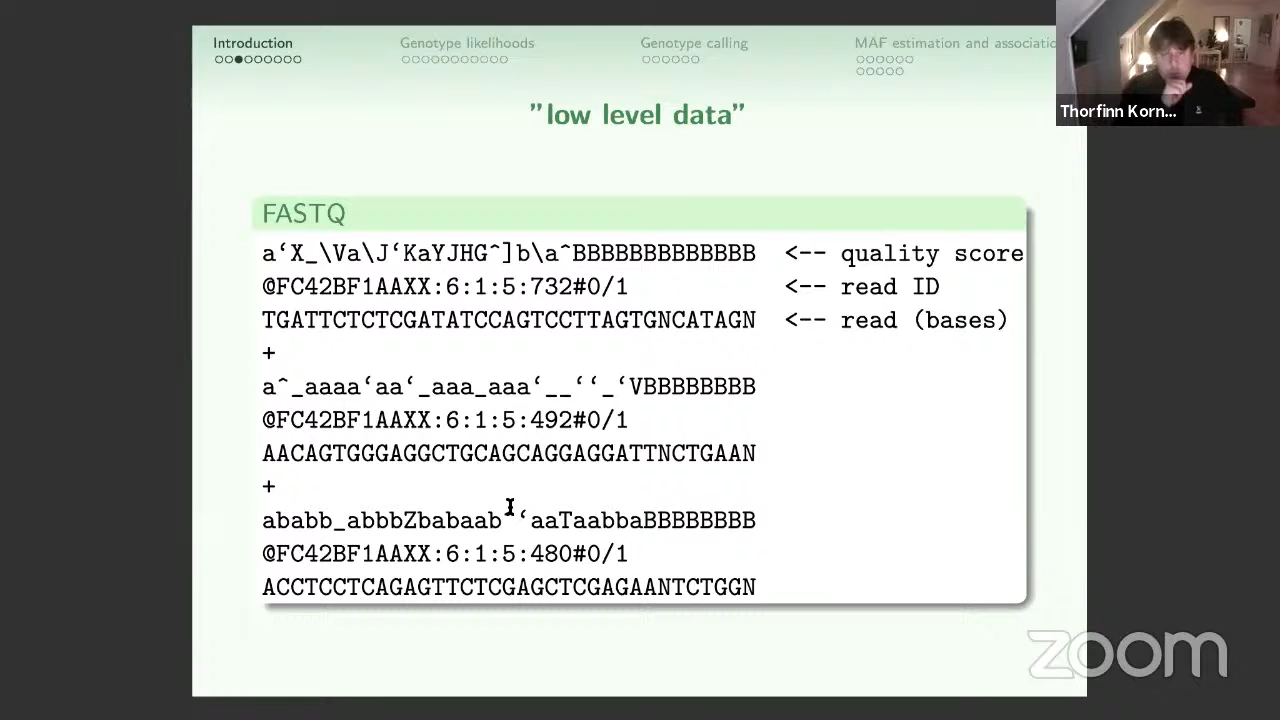 Introduction
Genotype likelihoods
Genotype calling
MAF estimation and associatio
"low level data"
FASTQ
a‘X_\Va\J‘KaYJHG^]b\a^BBBBBBBBBBBBB <-- quality score
@FC42BF1AAXX:6:1:5:732#0/1 <-- read ID
TGATTCTCTCGATATCCAGTCCTTAGTGNCATAGN <-- read (bases)
+
a^_aaaa‘aa‘_aaa_aaa‘__‘‘_‘VBBBBBBBB
@FC42BF1AAXX:6:1:5:492#0/1
AACAGTGGGAGGCTGCAGCAGGAGGATTNCTGAAN
+
ababb_abbbZbabaab^‘aaTaabbaBBBBBBBB
@FC42BF1AAXX:6:1:5:480#0/1
ACCTCCTCAGAGTTCTCGAGCTCGAGAANTCTGGN
Thorfinn Korn...
zoom